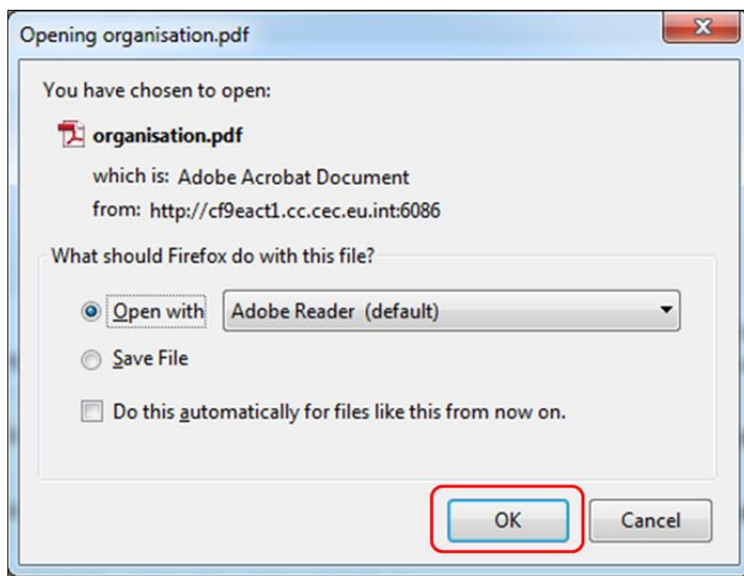 Opening organisation.pdf
You have chosen to open:
organisation.pdf
which is: Adobe Acrobat Document
from: http://cf9eact1.cc.cec.eu.int:6086
What should Firefox do with this file?
Open with Adobe Reader (default)
Save File
Do this automatically for files like this from now on.
OK Cancel